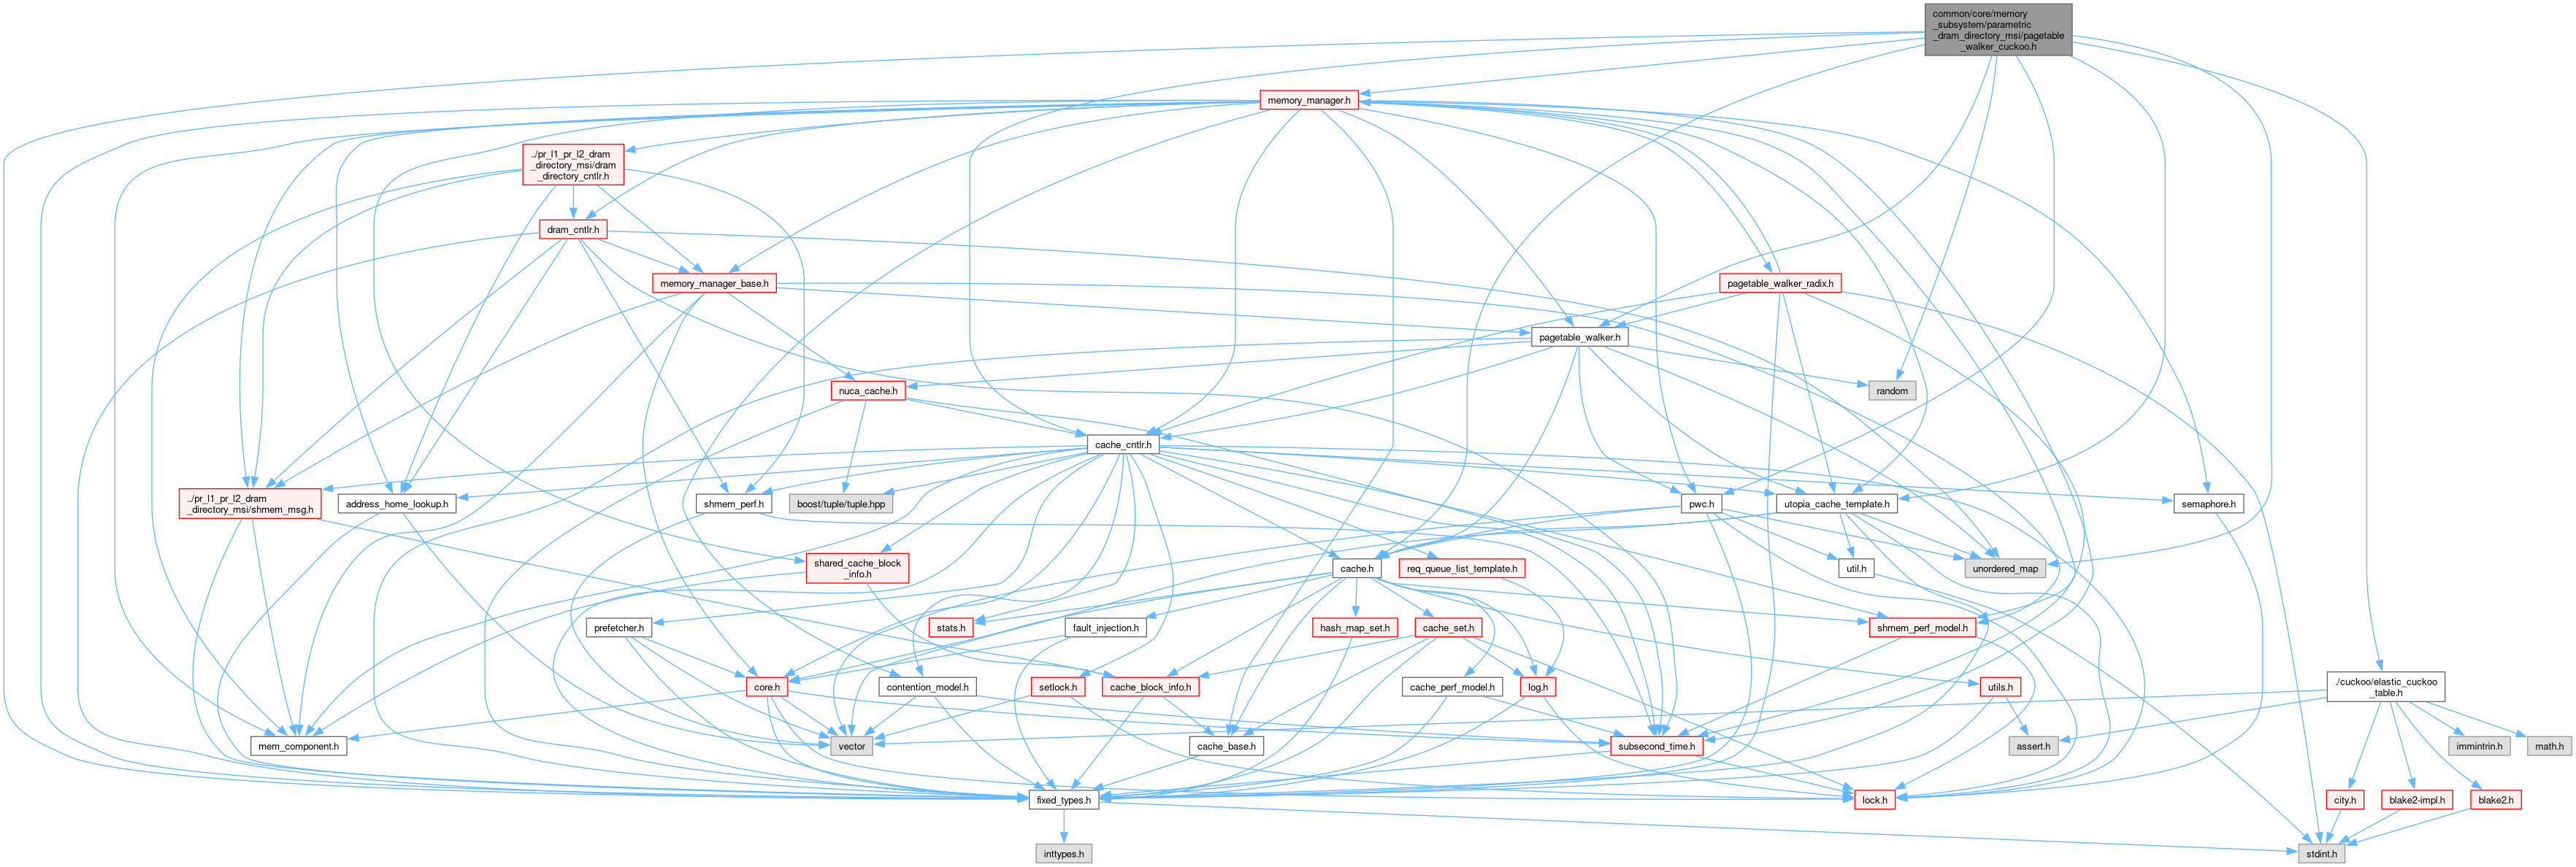 common/core/memory
_subsystem/parametric
_dram_directory_msi/pagetable
_walker_cuckoo.h
memory_manager.h
../pr_l1_pr_l2_dram
_directory_msi/dram
_directory_cntlr.h
dram_cntlr.h
memory_manager_base.h
pagetable_walker_radix.h
pagetable_walker.h
nuca_cache.h
random
cache_cntlr.h
../pr_l1_pr_l2_dram
_directory_msi/shmem_msg.h
address_home_lookup.h
shmem_perf.h
boost/tuple/tuple.hpp
pwc.h
utopia_cache_template.h
semaphore.h
shared_cache_block
_info.h
cache.h
req_queue_list_template.h
util.h
unordered_map
prefetcher.h
stats.h
fault_injection.h
hash_map_set.h
cache_set.h
shmem_perf_model.h
core.h
contention_model.h
setlock.h
cache_block_info.h
cache_perf_model.h
log.h
utils.h
./cuckoo/elastic_cuckoo
_table.h
mem_component.h
vector
cache_base.h
subsecond_time.h
assert.h
immintrin.h
math.h
fixed_types.h
lock.h
city.h
blake2-impl.h
blake2.h
inttypes.h
stdint.h